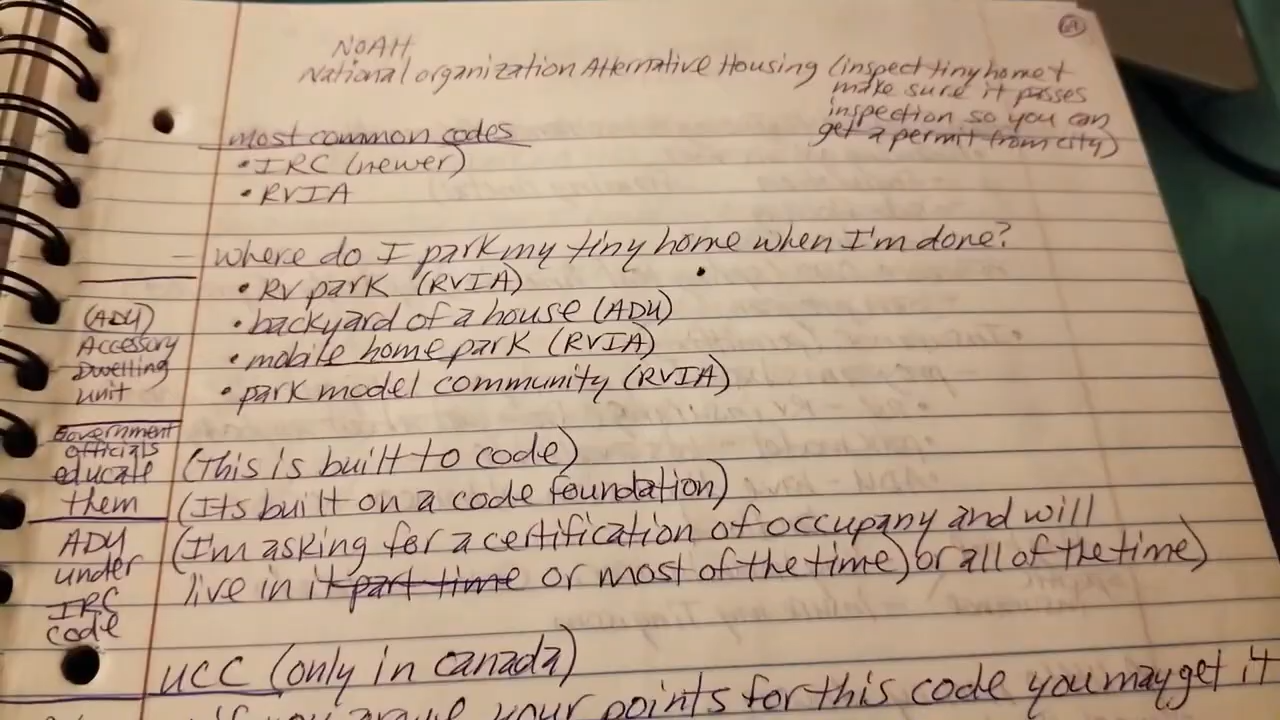 69
NOAH
National organization Alternative Housing (inspect tiny home +
make sure it passes
inspection so you can
get a permit from city)
most common codes
• IRC (newer)
• RVIA
– where do I park my tiny home when I'm done?
• RV park (RVIA)
• backyard of a house (ADU)
• mobile home park (RVIA)
• park model community (RVIA)
(ADU)
Accessory
Dwelling
unit
Government
officials
educate
them
(This is built to code)
(Its built on a code foundation)
ADU
under
IRC
code
(I'm asking for a certification of occupany and will
live in it part time or most of the time) or all of the time)
UCC (only in Canada)
if you your points for this code you may get it